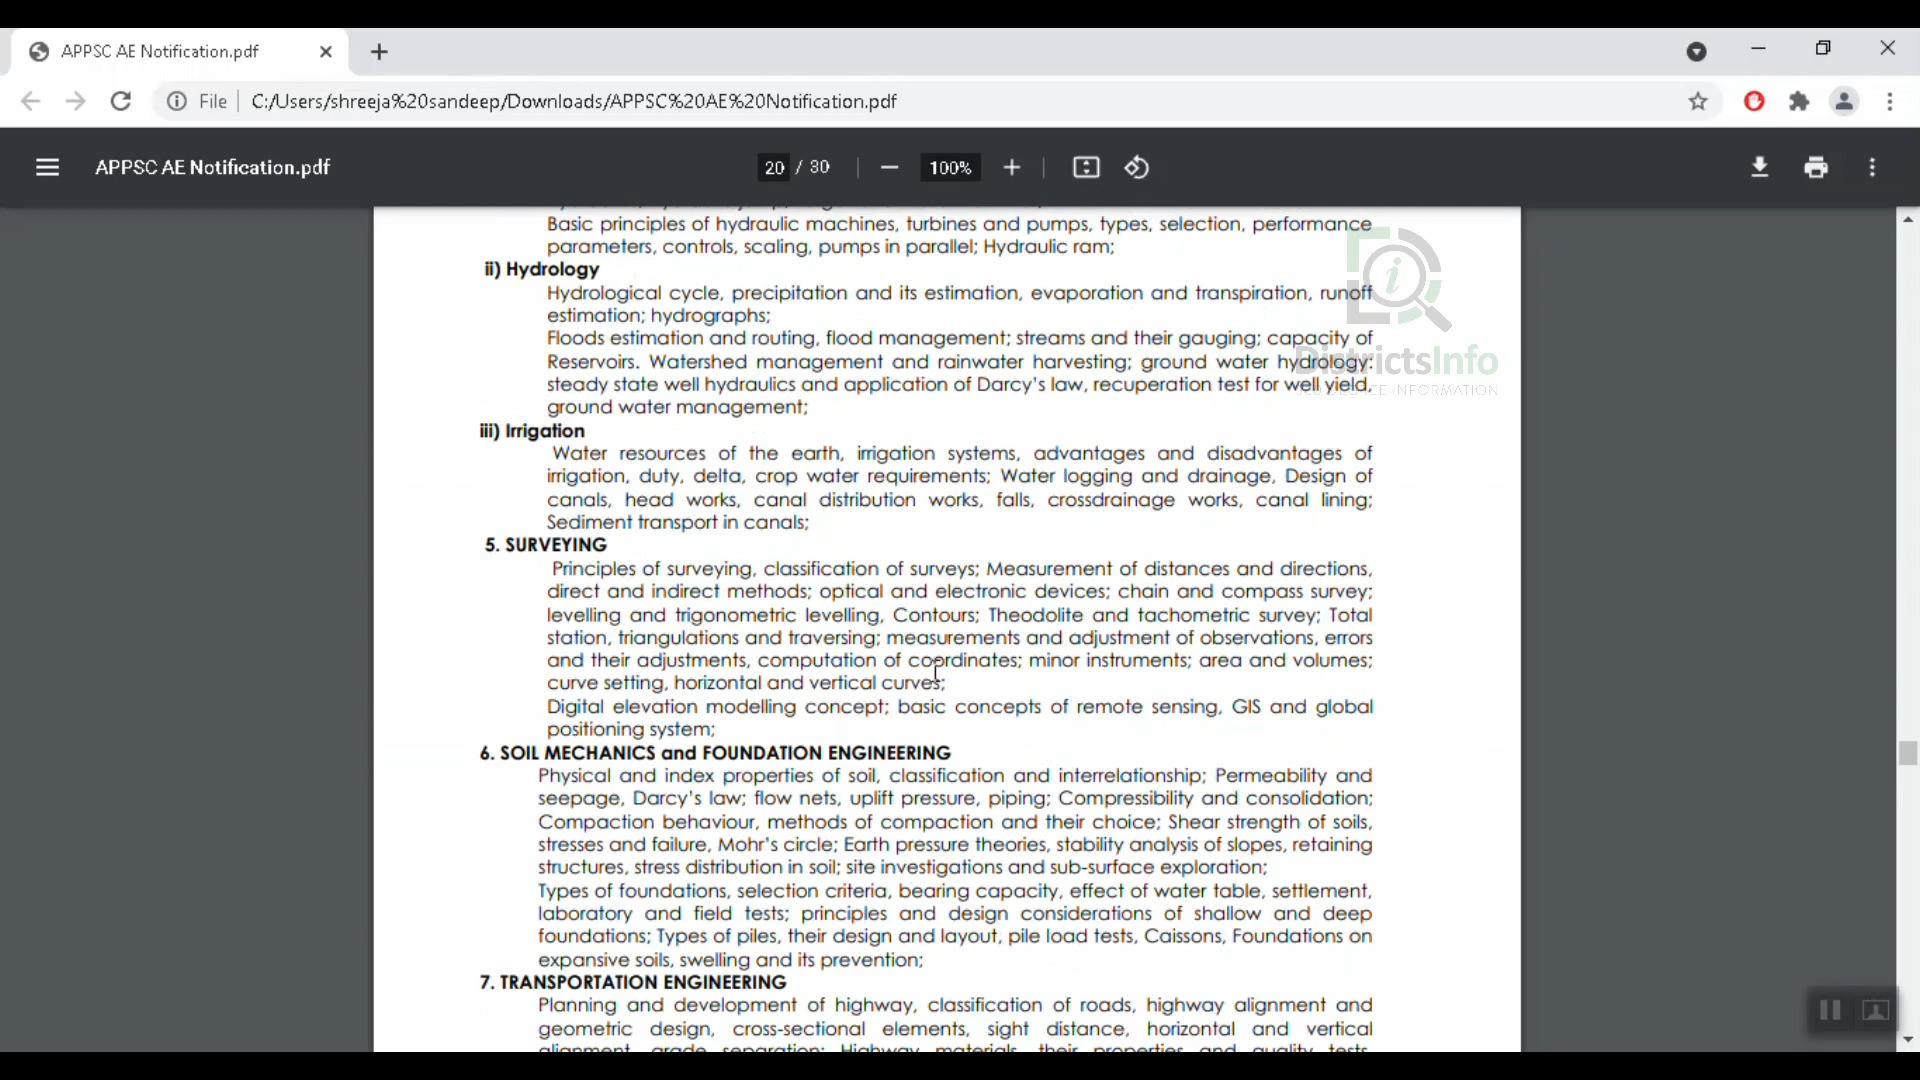 APPSC AE Notification.pdf
File
C:/Users/shreeja%20sandeep/Downloads/APPSC%20AE%20Notification.pdf
APPSC AE Notification.pdf
20 / 30
100%
Basic principles of hydraulic machines, turbines and pumps, types, selection, performance
parameters, controls, scaling, pumps in parallel; Hydraulic ram;
ii) Hydrology
Hydrological cycle, precipitation and its estimation, evaporation and transpiration, runoff
estimation; hydrographs;
Floods estimation and routing, flood management; streams and their gauging; capacity of
Reservoirs. Watershed management and rainwater harvesting; ground water hydrology:
steady state well hydraulics and application of Darcy's law, recuperation test for well yield,
ground water management;
DistrictsInfo
INFORMATION
iii) Irrigation
Water resources of the earth, irrigation systems, advantages and disadvantages of
irrigation, duty, delta, crop water requirements; Water logging and drainage, Design of
canals, head works, canal distribution works, falls, crossdrainage works, canal lining;
Sediment transport in canals;
5. SURVEYING
Principles of surveying, classification of surveys; Measurement of distances and directions,
direct and indirect methods; optical and electronic devices; chain and compass survey;
levelling and trigonometric levelling, Contours; Theodolite and tachometric survey; Total
station, triangulations and traversing; measurements and adjustment of observations, errors
and their adjustments, computation of coordinates; minor instruments; area and volumes;
curve setting, horizontal and vertical curves;
Digital elevation modelling concept; basic concepts of remote sensing, GIS and global
positioning system;
6. SOIL MECHANICS and FOUNDATION ENGINEERING
Physical and index properties of soil, classification and interrelationship; Permeability and
seepage, Darcy's law; flow nets, uplift pressure, piping; Compressibility and consolidation;
Compaction behaviour, methods of compaction and their choice; Shear strength of soils,
stresses and failure, Mohr's circle; Earth pressure theories, stability analysis of slopes, retaining
structures, stress distribution in soil; site investigations and sub-surface exploration;
Types of foundations, selection criteria, bearing capacity, effect of water table, settlement,
laboratory and field tests; principles and design considerations of shallow and deep
foundations; Types of piles, their design and layout, pile load tests, Caissons, Foundations on
expansive soils, swelling and its prevention;
7. TRANSPORTATION ENGINEERING
Planning and development of highway, classification of roads, highway alignment and
geometric design, cross-sectional elements, sight distance, horizontal and vertical
alignment, grade separation; Highway materials, their properties and quality tests,